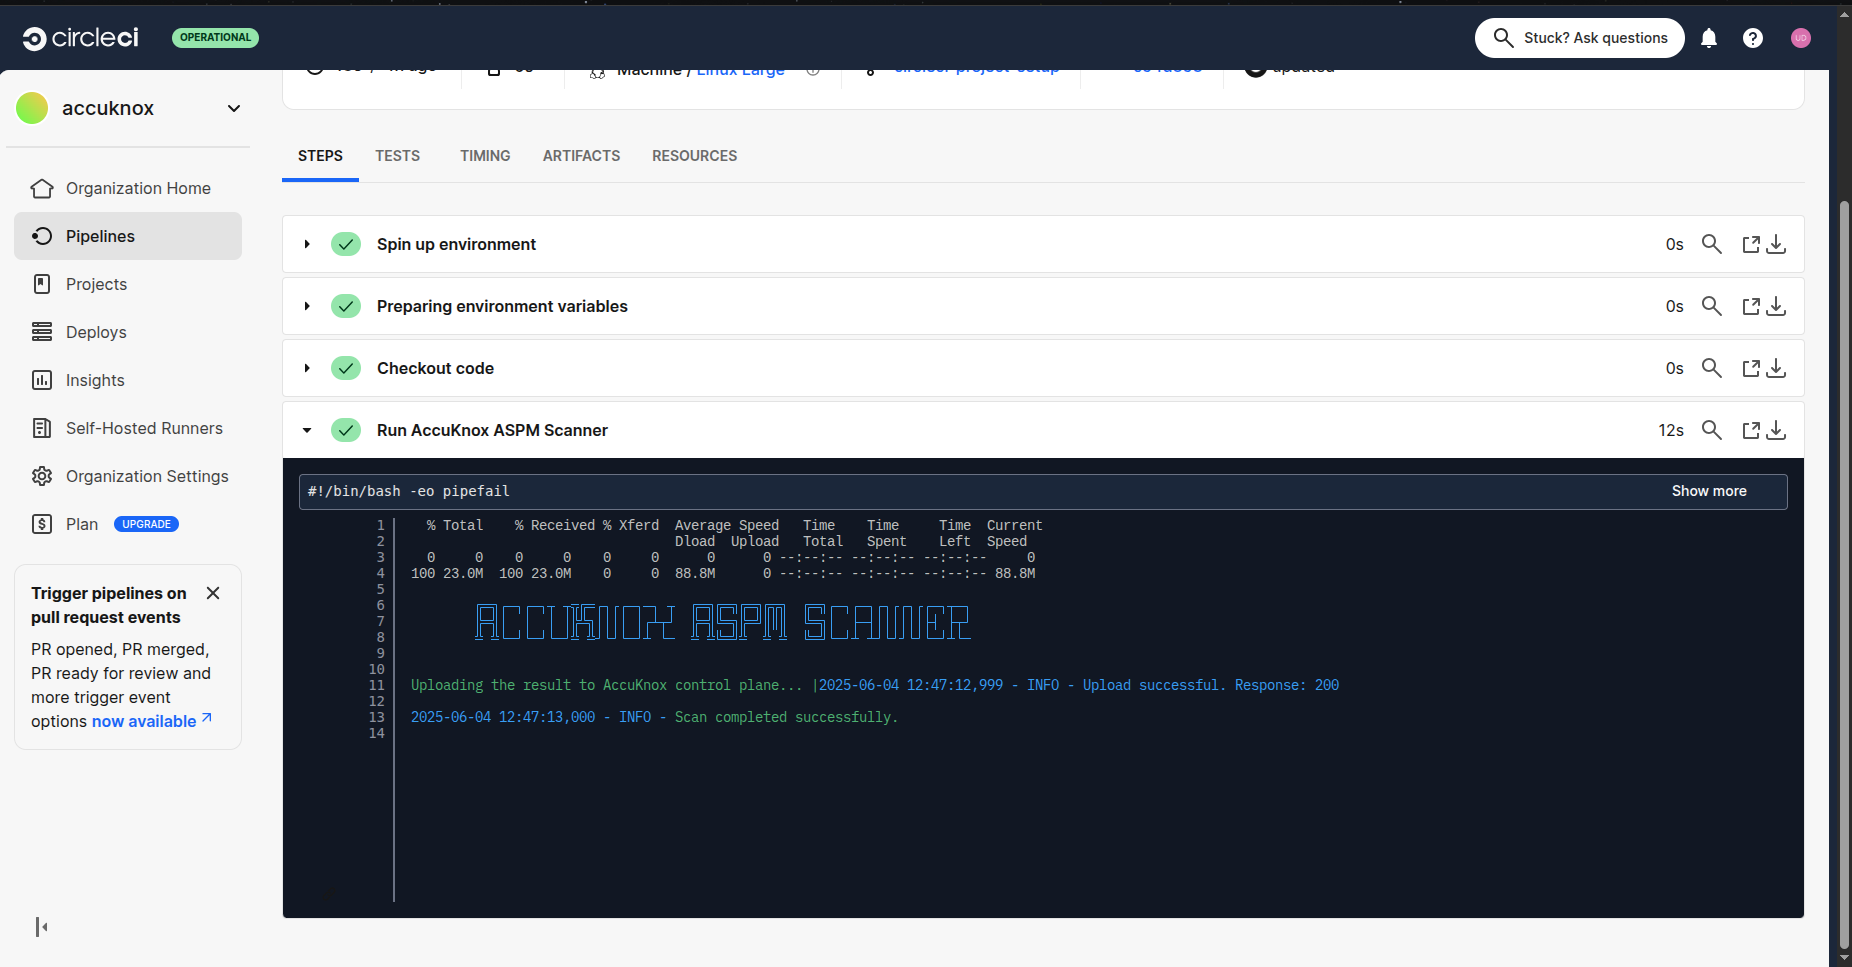 circleci
OPERATIONAL
Stuck? Ask questions
UD
accuknox
Machine / Linux Large
circleci-project-setup
updated
Organization Home
Pipelines
Projects
Deploys
Insights
Self-Hosted Runners
Organization Settings
Plan UPGRADE
Trigger pipelines on
pull request events
PR opened, PR merged,
PR ready for review and
more trigger event
options now available
STEPS TESTS TIMING ARTIFACTS RESOURCES
Spin up environment 0s
Preparing environment variables 0s
Checkout code 0s
Run AccuKnox ASPM Scanner 12s
#!/bin/bash -eo pipefail Show more
1 % Total % Received % Xferd Average Speed Time Time Time Current
2 Dload Upload Total Spent Left Speed
3 0 0 0 0 0 0 0 0 --:--:-- --:--:-- --:--:-- 0
4 100 23.0M 100 23.0M 0 0 88.8M 0 --:--:-- --:--:-- --:--:-- 88.8M
5
6
7 ACCUKNOX ASPM SCANNER
8
9
10
11 Uploading the result to AccuKnox control plane... |2025-06-04 12:47:12,999 - INFO - Upload successful. Response: 200
12
13 2025-06-04 12:47:13,000 - INFO - Scan completed successfully.
14